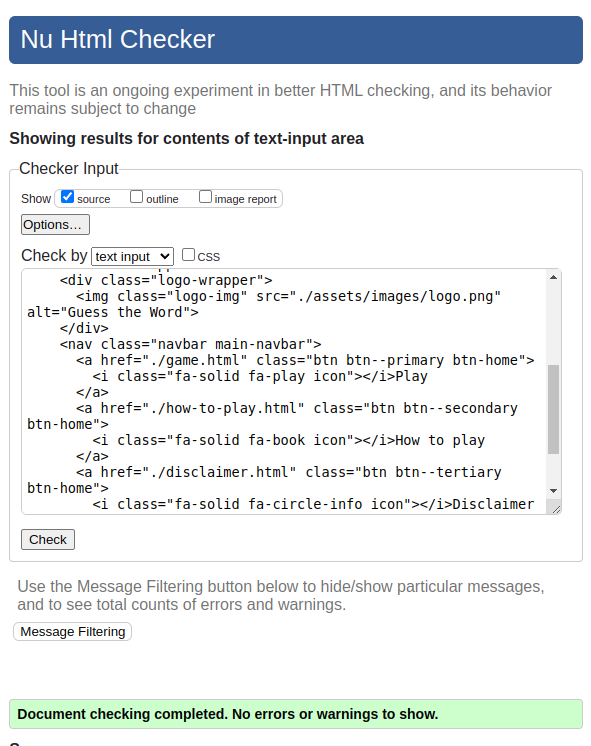 Nu Html Checker
This tool is an ongoing experiment in better HTML checking, and its behavior
remains subject to change
Showing results for contents of text-input area
Checker Input
Show source outline image report
Options...
Check by text input CSS
<div class="logo-wrapper">
<img class="logo-img" src="./assets/images/logo.png"
alt="Guess the Word">
</div>
<nav class="navbar main-navbar">
<a href="./game.html" class="btn btn--primary btn-home">
<i class="fa-solid fa-play icon"></i>Play
</a>
<a href="./how-to-play.html" class="btn btn--secondary
btn-home">
<i class="fa-solid fa-book icon"></i>How to play
</a>
<a href="./disclaimer.html" class="btn btn--tertiary
btn-home">
<i class="fa-solid fa-circle-info icon"></i>Disclaimer
Check
Use the Message Filtering button below to hide/show particular messages,
and to see total counts of errors and warnings.
Message Filtering
Document checking completed. No errors or warnings to show.